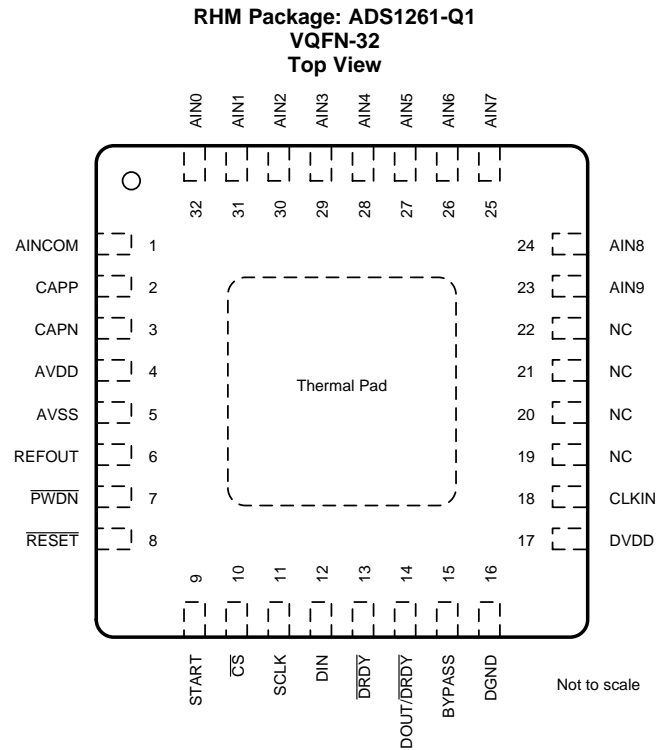 RHM Package: ADS1261-Q1
VQFN-32
Top View
AIN0
AIN1
AIN2
AIN3
AIN4
AIN5
AIN6
AIN7
32
31
30
29
28
27
26
25
AINCOM 1
CAPP 2
CAPN 3
AVDD 4
AVSS 5
REFOUT 6
PWDN 7
RESET 8
Thermal Pad
24 AIN8
23 AIN9
22 NC
21 NC
20 NC
19 NC
18 CLKIN
17 DVDD
9
10
11
12
13
14
15
16
START
CS
SCLK
DIN
DRDY
DOUT/DRDY
BYPASS
DGND
Not to scale